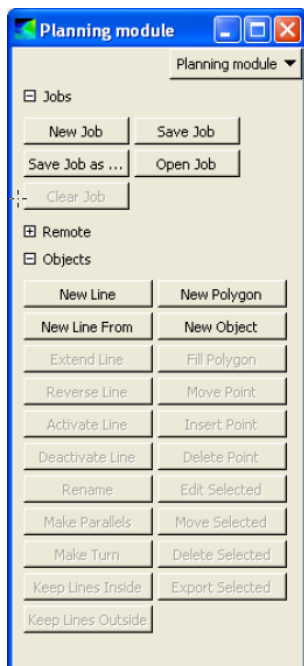 Planning module
Planning module
Jobs
New Job Save Job
Save Job as ... Open Job
Clear Job
Remote
Objects
New Line New Polygon
New Line From New Object
Extend Line Fill Polygon
Reverse Line Move Point
Activate Line Insert Point
Deactivate Line Delete Point
Rename Edit Selected
Make Parallels Move Selected
Make Turn Delete Selected
Keep Lines Inside Export Selected
Keep Lines Outside